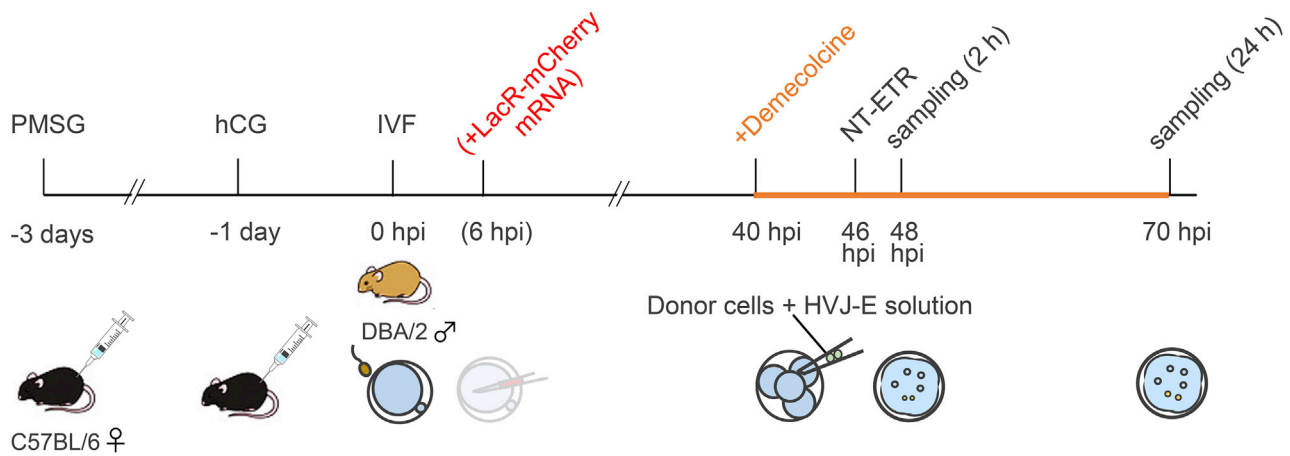 PMSG
hCG
IVF
(+LacR-mCherry
mRNA)
+Demecolcine
NT-ETR
sampling (2 h)
sampling (24 h)
-3 days
-1 day
0 hpi
(6 hpi)
40 hpi
46
hpi
48
hpi
70 hpi
DBA/2 ♂
Donor cells + HVJ-E solution
C57BL/6 ♀